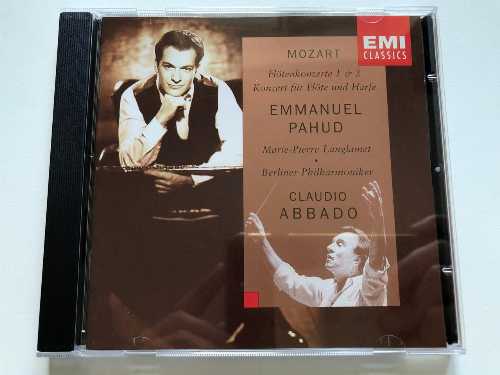 MOZART
Flötenkonzerte 1 & 2
Konzert für Flöte und Harfe
EMMANUEL
PAHUD
Marie-Pierre Langlamet
•
Berliner Philharmoniker
CLAUDIO
ABBADO
EMI
CLASSICS